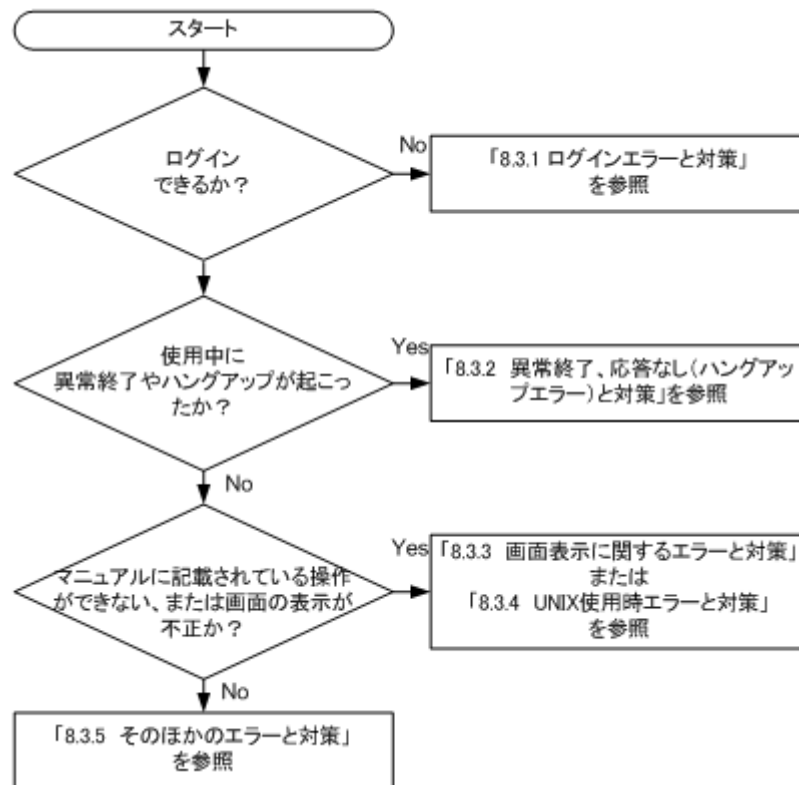 スタート
ログイン
できるか？
No
「8.3.1 ログインエラーと対策」
を参照
使用中に
異常終了やハングアップが起こっ
たか？
Yes
「8.3.2 異常終了、応答なし（ハングアッ
プエラー）と対策」を参照
No
マニュアルに記載されている操作
ができない、または画面の表示が
不正か？
Yes
「8.3.3 画面表示に関するエラーと対策」
または
「8.3.4 UNIX使用時エラーと対策」
を参照
No
「8.3.5 そのほかのエラーと対策」
を参照